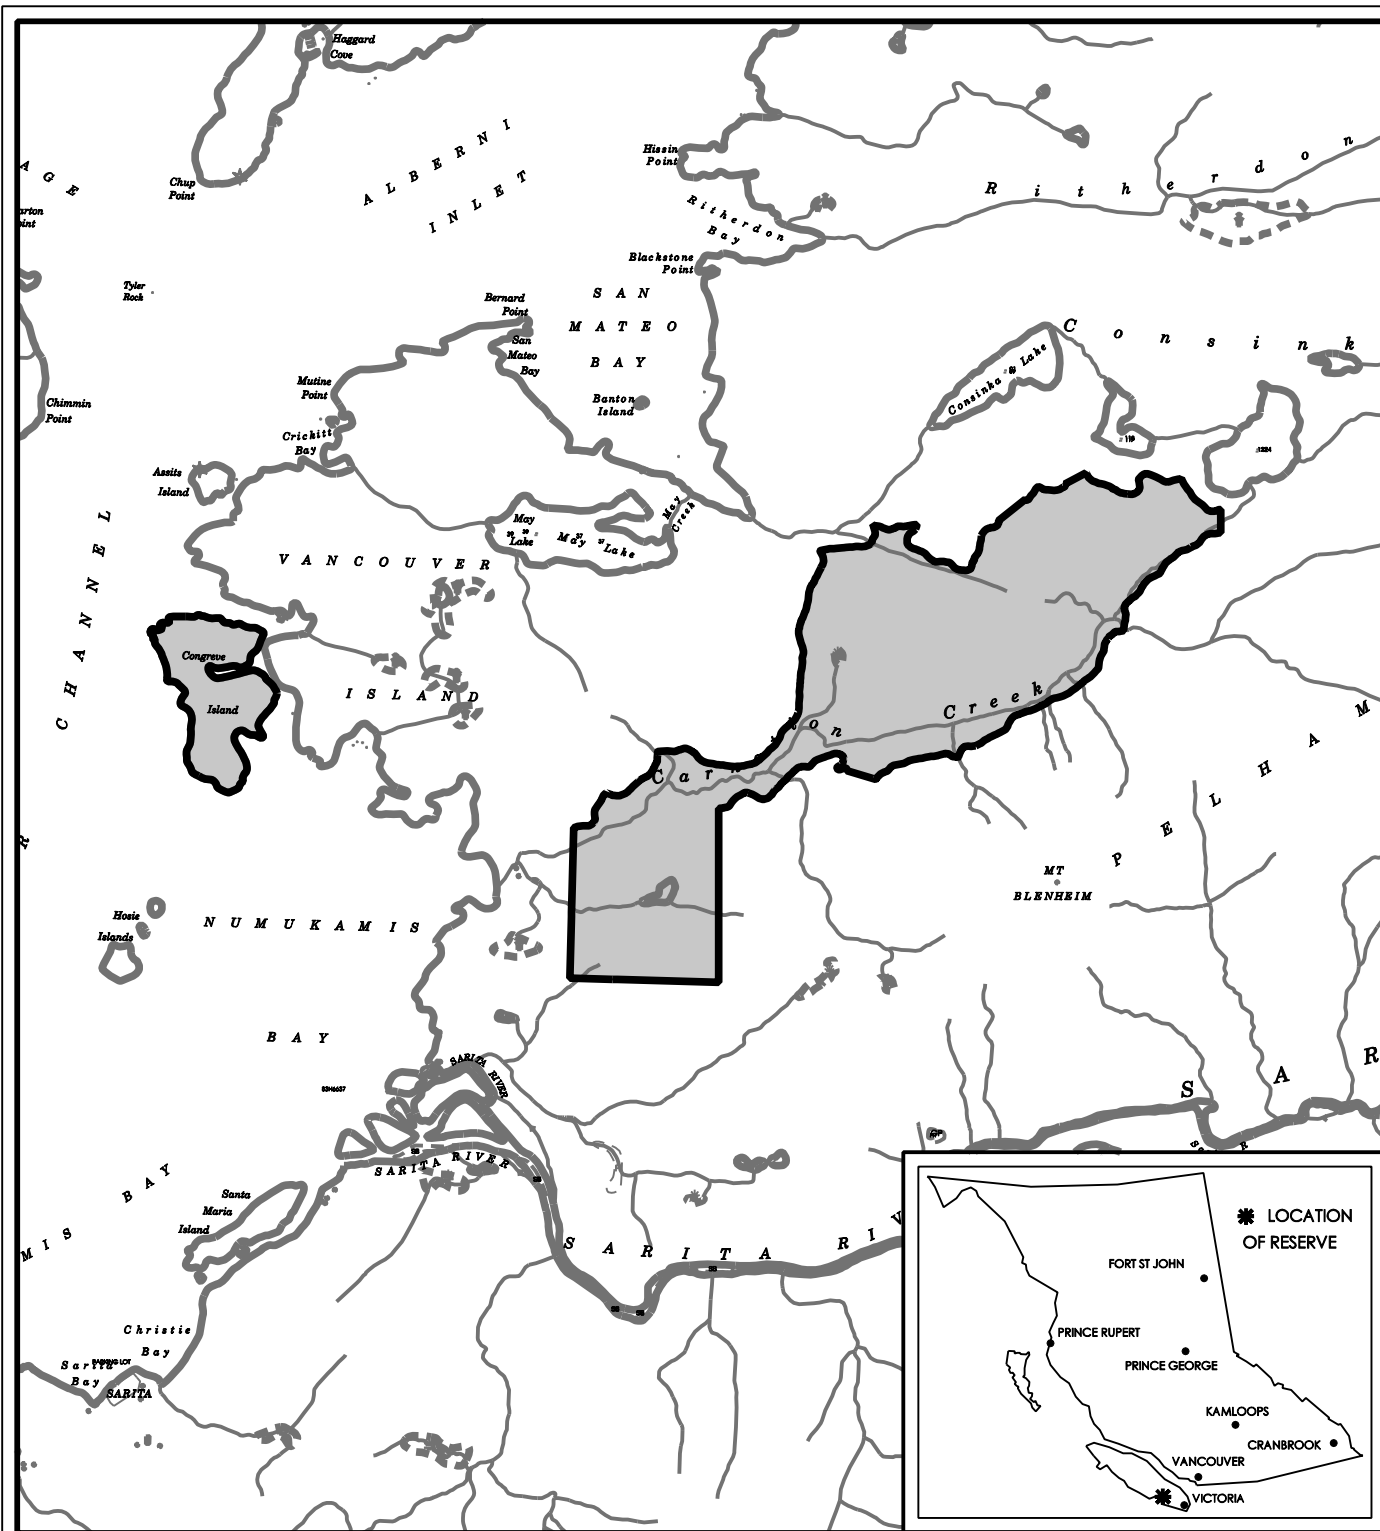 Haggard
Cove
ALBERNI
INLET
Hissin
Point
Chup
Point
AGE
Ritherdon
Ritherdon
Bay
Blackstone
Point
Tyler
Rock
Bernard
Point
SAN
MATEO
BAY
San
Mateo
Bay
Consink
Consinka Lake
Mutine
Point
Banton
Island
Chimmin
Point
Crickitt
Bay
119
1324
Assits
Island
May
Creek
May
Lake
May Lake
CHANNEL
VANCOUVER
ISLAND
Congreve
Island
Carnation Creek
PELHAM
MT
BLENHEIM
R
Hosie
Islands
NUMUKAMIS
BAY
SARITA RIVER
SAR
SARITA RIVER
MIS BAY
Santa
Maria
Island
SARITA RIV
Christie
Bay
Sarita
Bay
SARITA
LOCATION
OF RESERVE
FORT ST JOHN
PRINCE RUPERT
PRINCE GEORGE
KAMLOOPS
CRANBROOK
VANCOUVER
VICTORIA